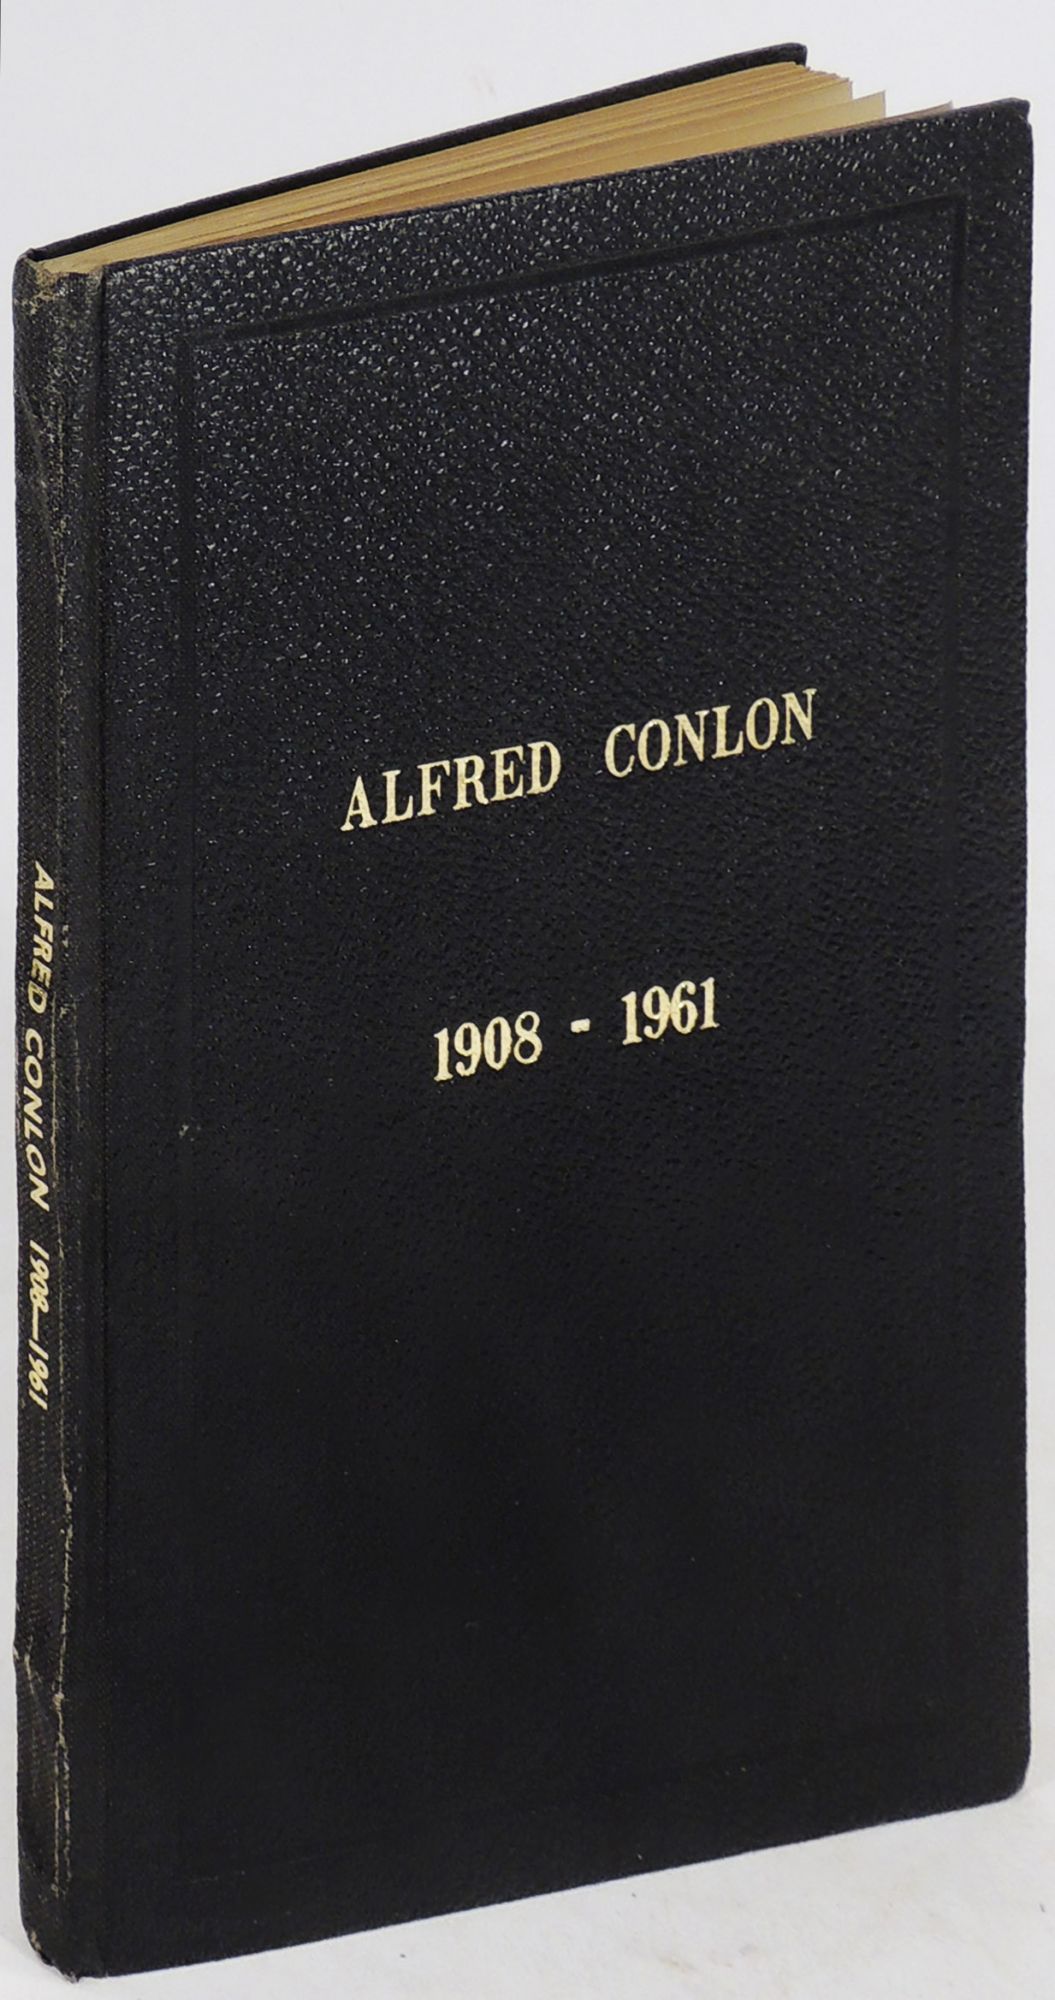 ALFRED CONLON
1908 - 1961
ALFRED CONLON 1908—1961